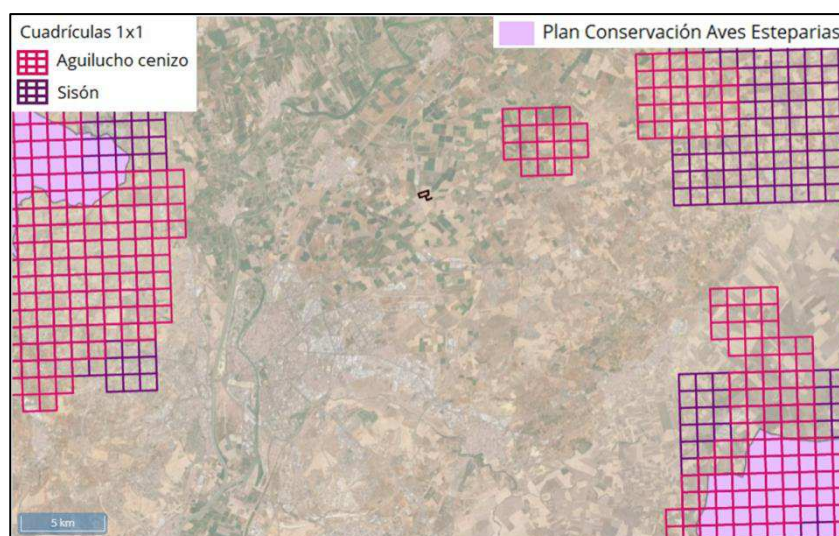 Cuadrículas 1x1
Aguilucho cenizo
Sisón
Plan Conservación Aves Esteparias
5 km